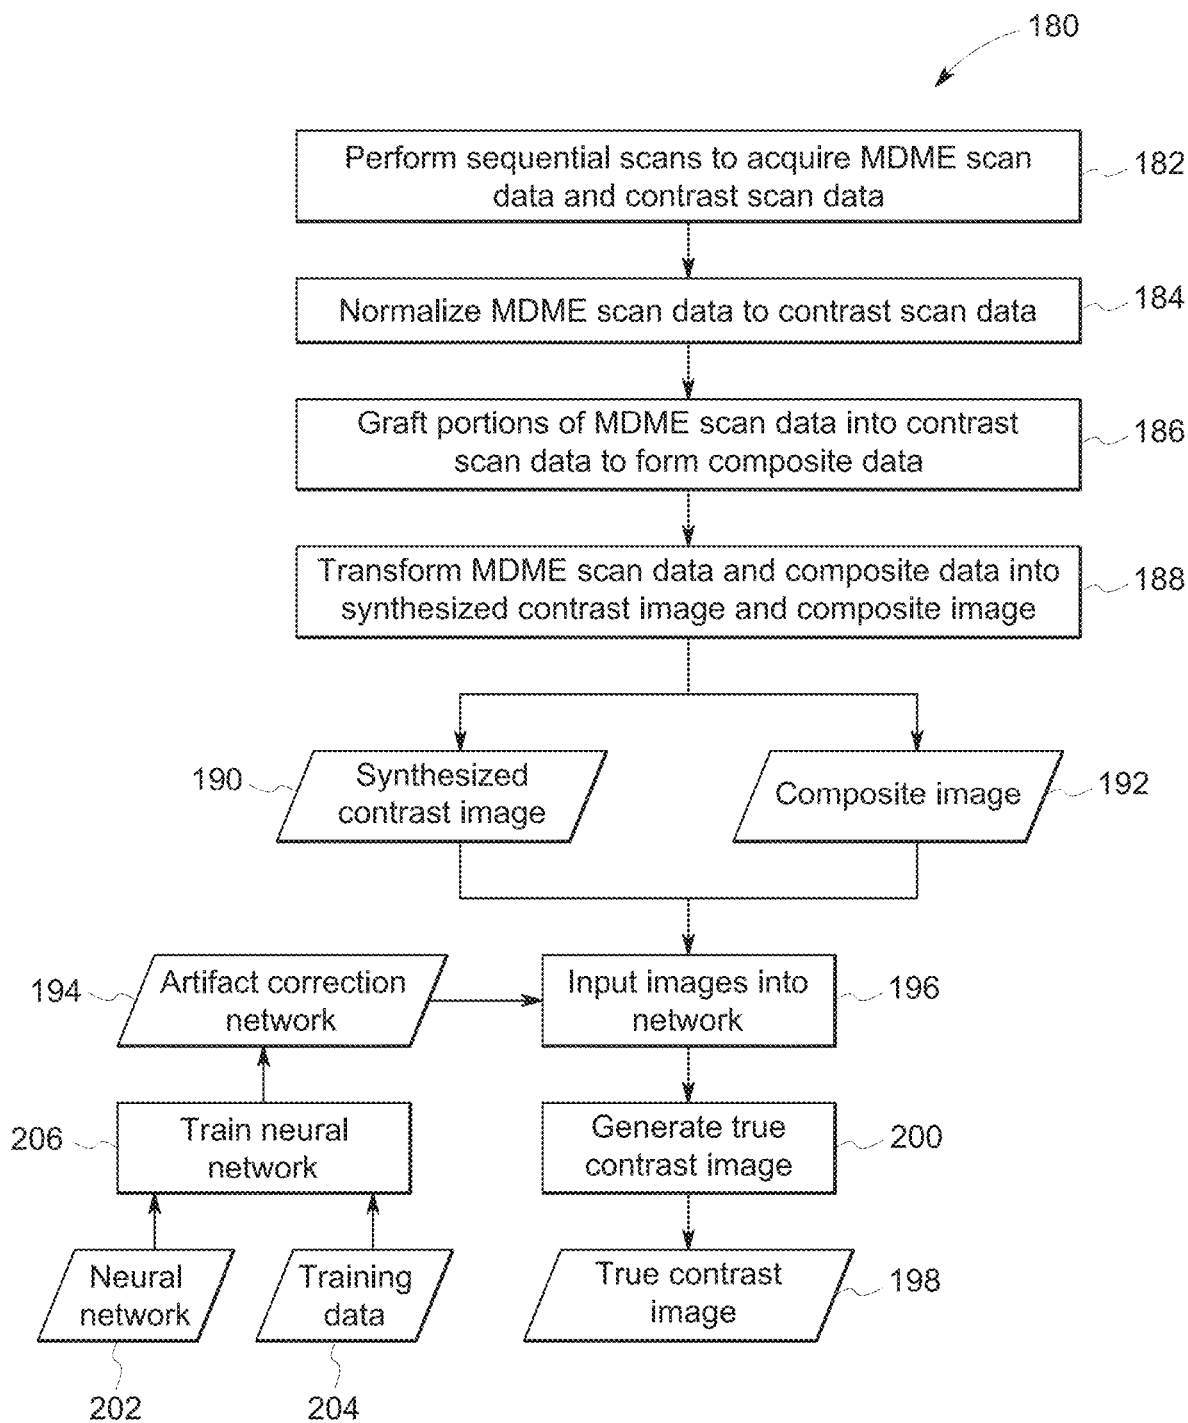 180
Perform sequential scans to acquire MDME scan
data and contrast scan data
182
Normalize MDME scan data to contrast scan data
184
Graft portions of MDME scan data into contrast
scan data to form composite data
186
Transform MDME scan data and composite data into
synthesized contrast image and composite image
188
190
Synthesized
contrast image
Composite image
192
194
Artifact correction
network
Input images into
network
196
206
Train neural
network
Generate true
contrast image
200
Neural
network
Training
data
True contrast
image
198
202
204